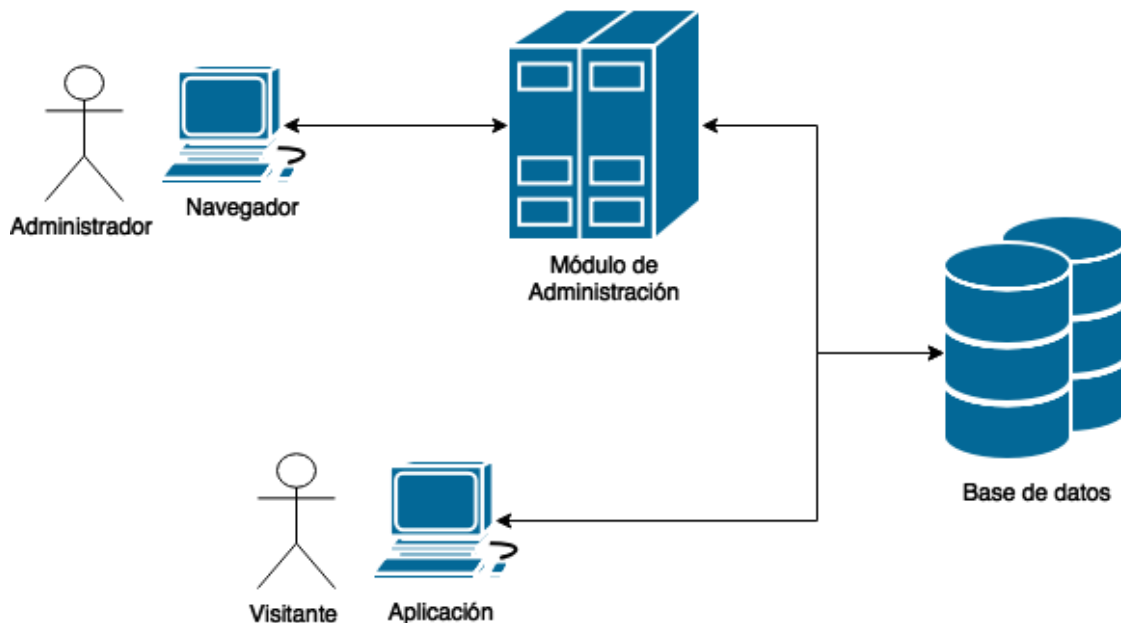 Administrador
Navegador
Módulo de
Administración
Base de datos
Visitante
Aplicación